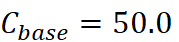 C_base = 50.0